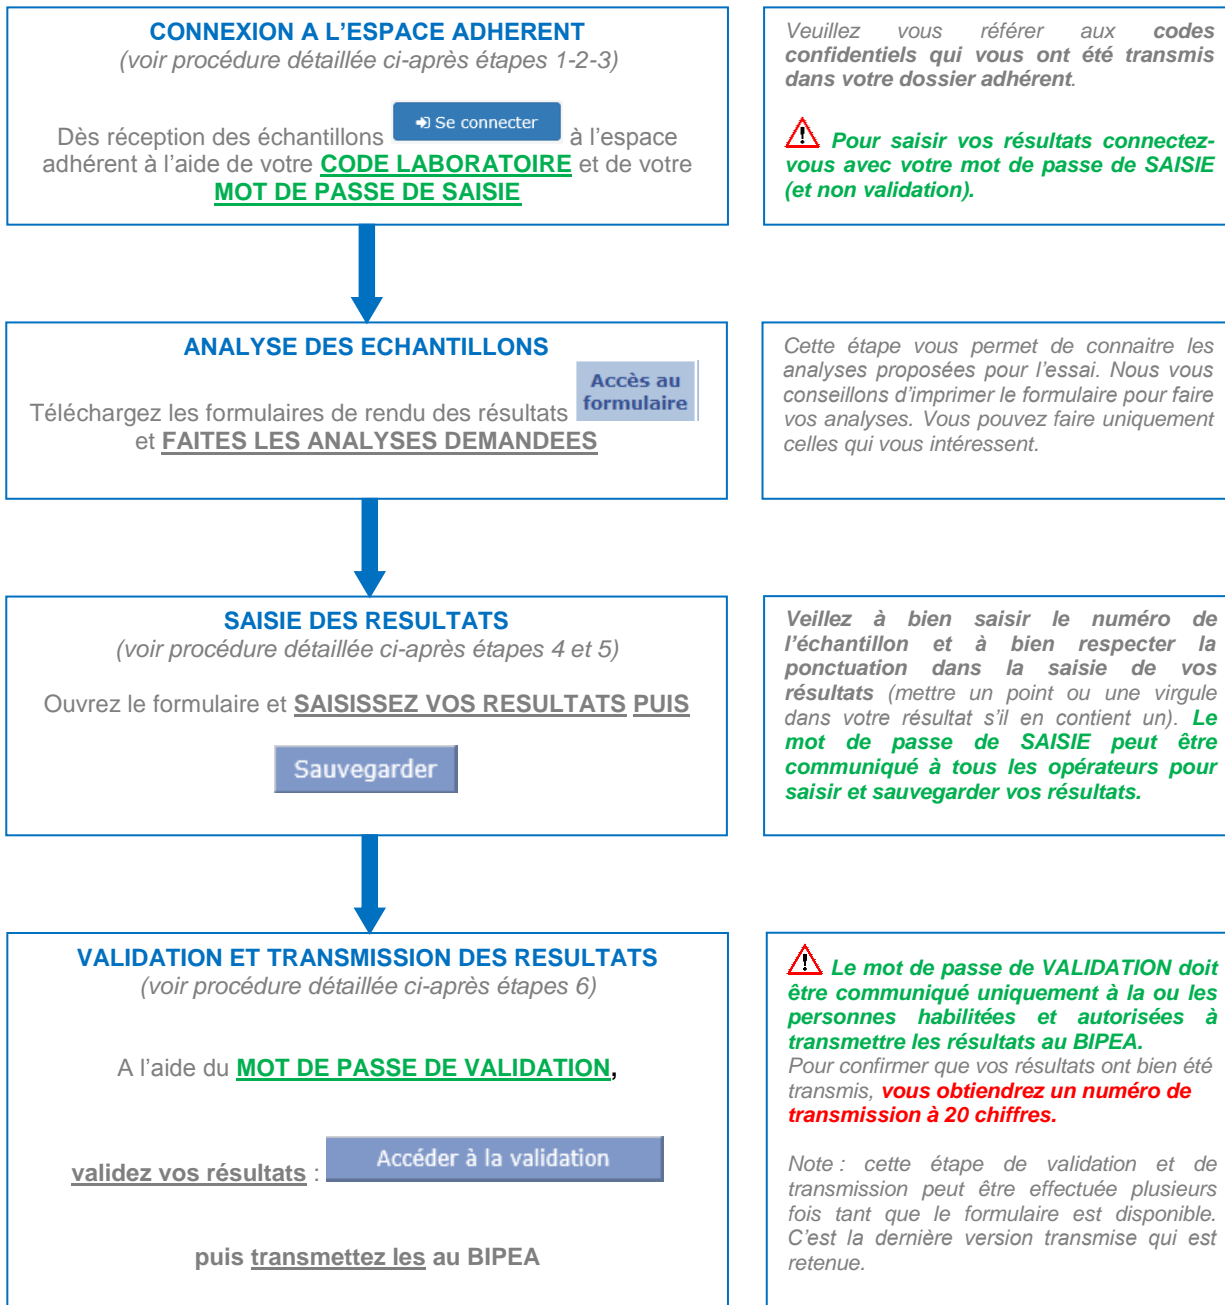 CONNEXION A L'ESPACE ADHERENT
(voir procédure détaillée ci-après étapes 1-2-3)
Dès réception des échantillons Se connecter à l'espace
adhérent à l'aide de votre CODE LABORATOIRE et de votre
MOT DE PASSE DE SAISIE
Veuillez vous référer aux codes
confidentiels qui vous ont été transmis
dans votre dossier adhérent.
Pour saisir vos résultats connectez-
vous avec votre mot de passe de SAISIE
(et non validation).
ANALYSE DES ECHANTILLONS
Téléchargez les formulaires de rendu des résultats Accès au
formulaire
et FAITES LES ANALYSES DEMANDEES
Cette étape vous permet de connaitre les
analyses proposées pour l'essai. Nous vous
conseillons d'imprimer le formulaire pour faire
vos analyses. Vous pouvez faire uniquement
celles qui vous intéressent.
SAISIE DES RESULTATS
(voir procédure détaillée ci-après étapes 4 et 5)
Ouvrez le formulaire et SAISISSEZ VOS RESULTATS PUIS
Sauvegarder
Veillez à bien saisir le numéro de
l'échantillon et à bien respecter la
ponctuation dans la saisie de vos
résultats (mettre un point ou une virgule
dans votre résultat s'il en contient un). Le
mot de passe de SAISIE peut être
communiqué à tous les opérateurs pour
saisir et sauvegarder vos résultats.
VALIDATION ET TRANSMISSION DES RESULTATS
(voir procédure détaillée ci-après étapes 6)
A l'aide du MOT DE PASSE DE VALIDATION,
validez vos résultats : Accéder à la validation
puis transmettez les au BIPEA
Le mot de passe de VALIDATION doit
être communiqué uniquement à la ou les
personnes habilitées et autorisées à
transmettre les résultats au BIPEA.
Pour confirmer que vos résultats ont bien été
transmis, vous obtiendrez un numéro de
transmission à 20 chiffres.
Note : cette étape de validation et de
transmission peut être effectuée plusieurs
fois tant que le formulaire est disponible.
C'est la dernière version transmise qui est
retenue.